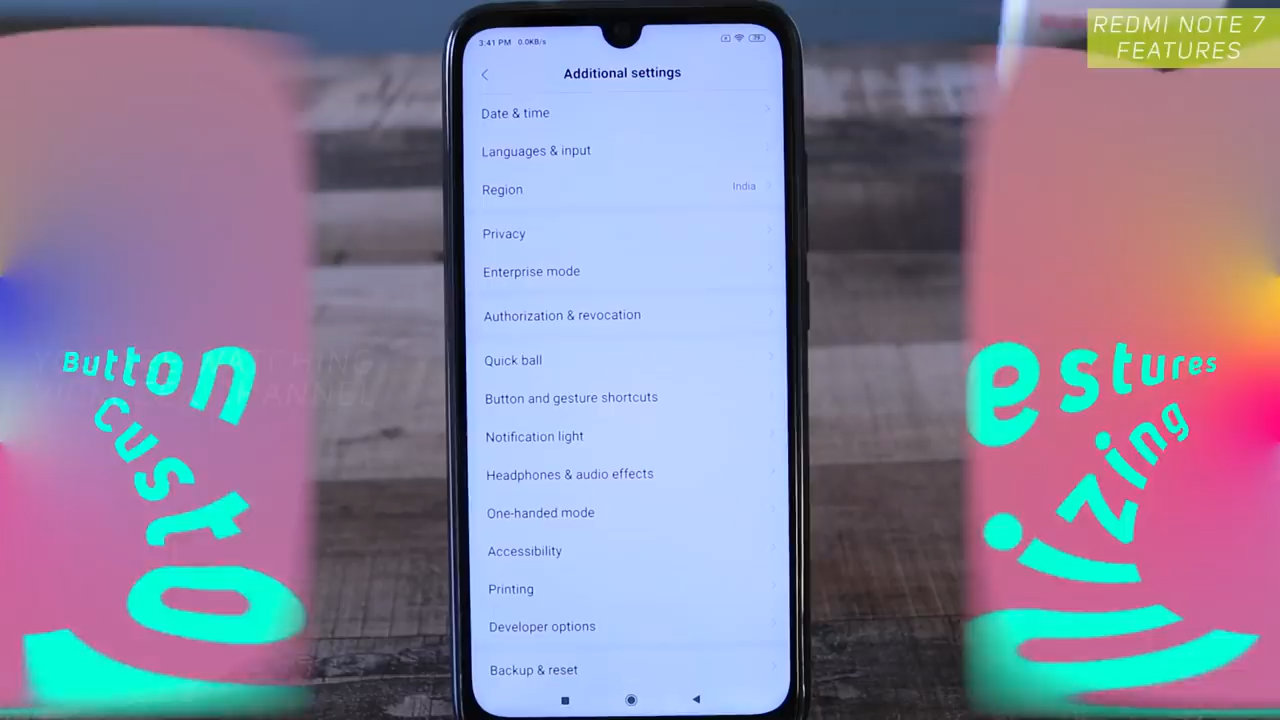 REDMI NOTE 7
FEATURES
3:41 PM 0.0KB/s
79
Additional settings
Date & time
Languages & input
Region India
Privacy
Enterprise mode
Authorization & revocation
Quick ball
Button and gesture shortcuts
Notification light
Headphones & audio effects
One-handed mode
Accessibility
Printing
Developer options
Backup & reset
Button
estures